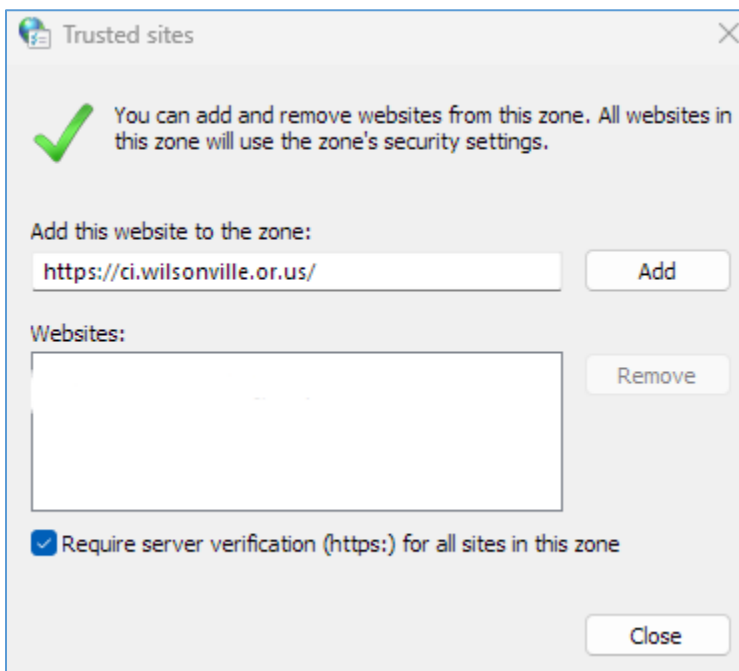 Trusted sites
You can add and remove websites from this zone. All websites in
this zone will use the zone's security settings.
Add this website to the zone:
https://ci.wilsonville.or.us/
Add
Websites:
Remove
Require server verification (https:) for all sites in this zone
Close